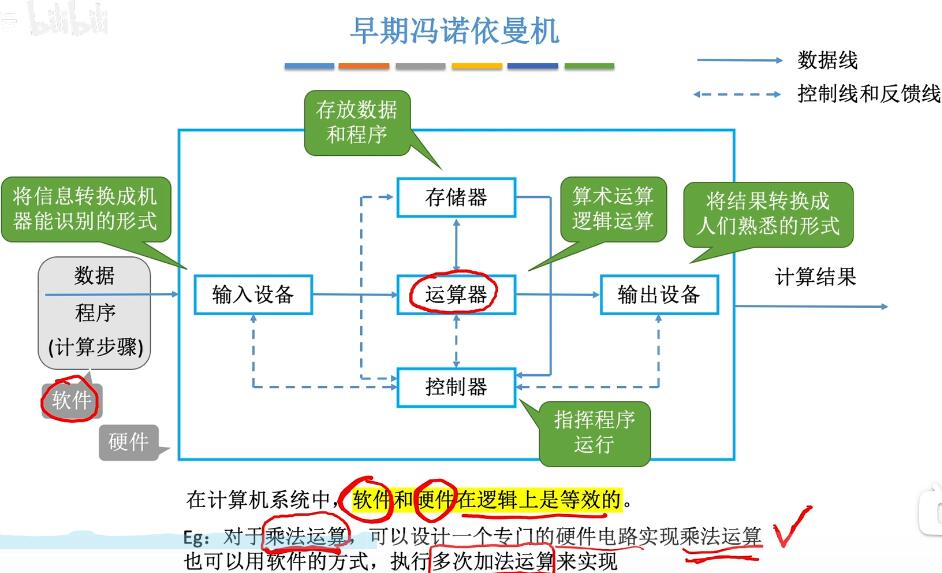 bilibili
早期冯诺依曼机
数据线
控制线和反馈线
存放数据
和程序
将信息转换成机
器能识别的形式
存储器
算术运算
逻辑运算
将结果转换成
人们熟悉的形式
数据
程序
(计算步骤)
输入设备
运算器
输出设备
计算结果
软件
控制器
硬件
指挥程序
运行
在计算机系统中，软件和硬件在逻辑上是等效的。
Eg：对于乘法运算，可以设计一个专门的硬件电路实现乘法运算
也可以用软件的方式，执行多次加法运算来实现